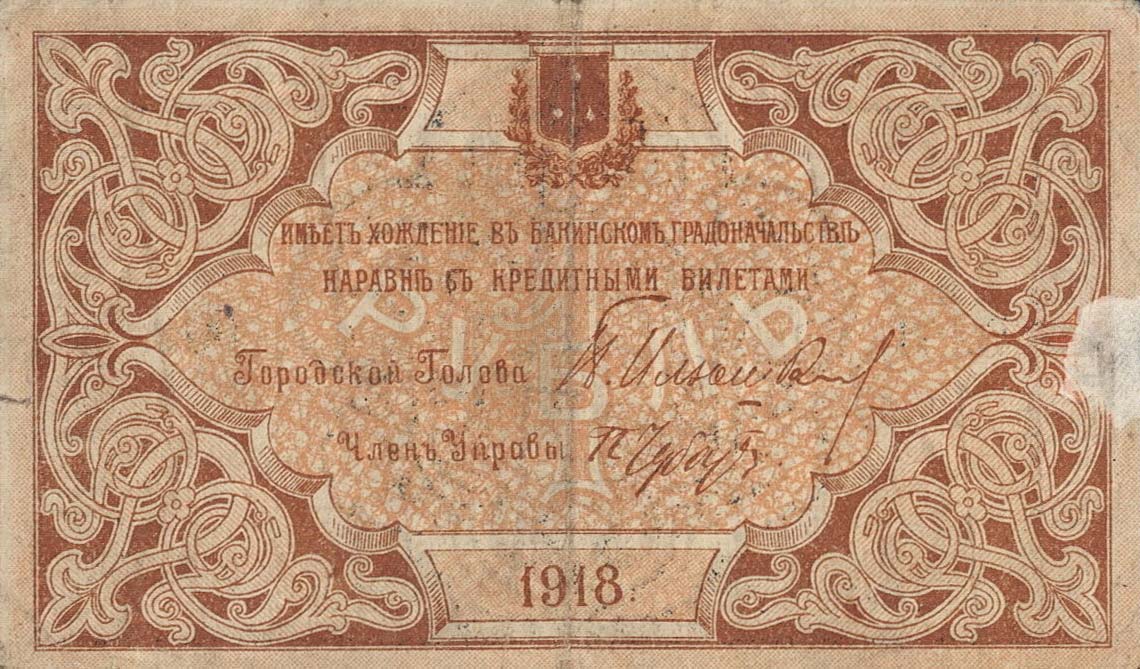 ИМѢЕТЪ ХОЖДЕНІЕ ВЪ БАКИНСКОМЪ ГРАДОНАЧАЛЬСТВѢ
НАРАВНѢ СЪ КРЕДИТНЫМИ БИЛЕТАМИ
РУБЛЬ
Городской Голова
Членъ Управы
1918